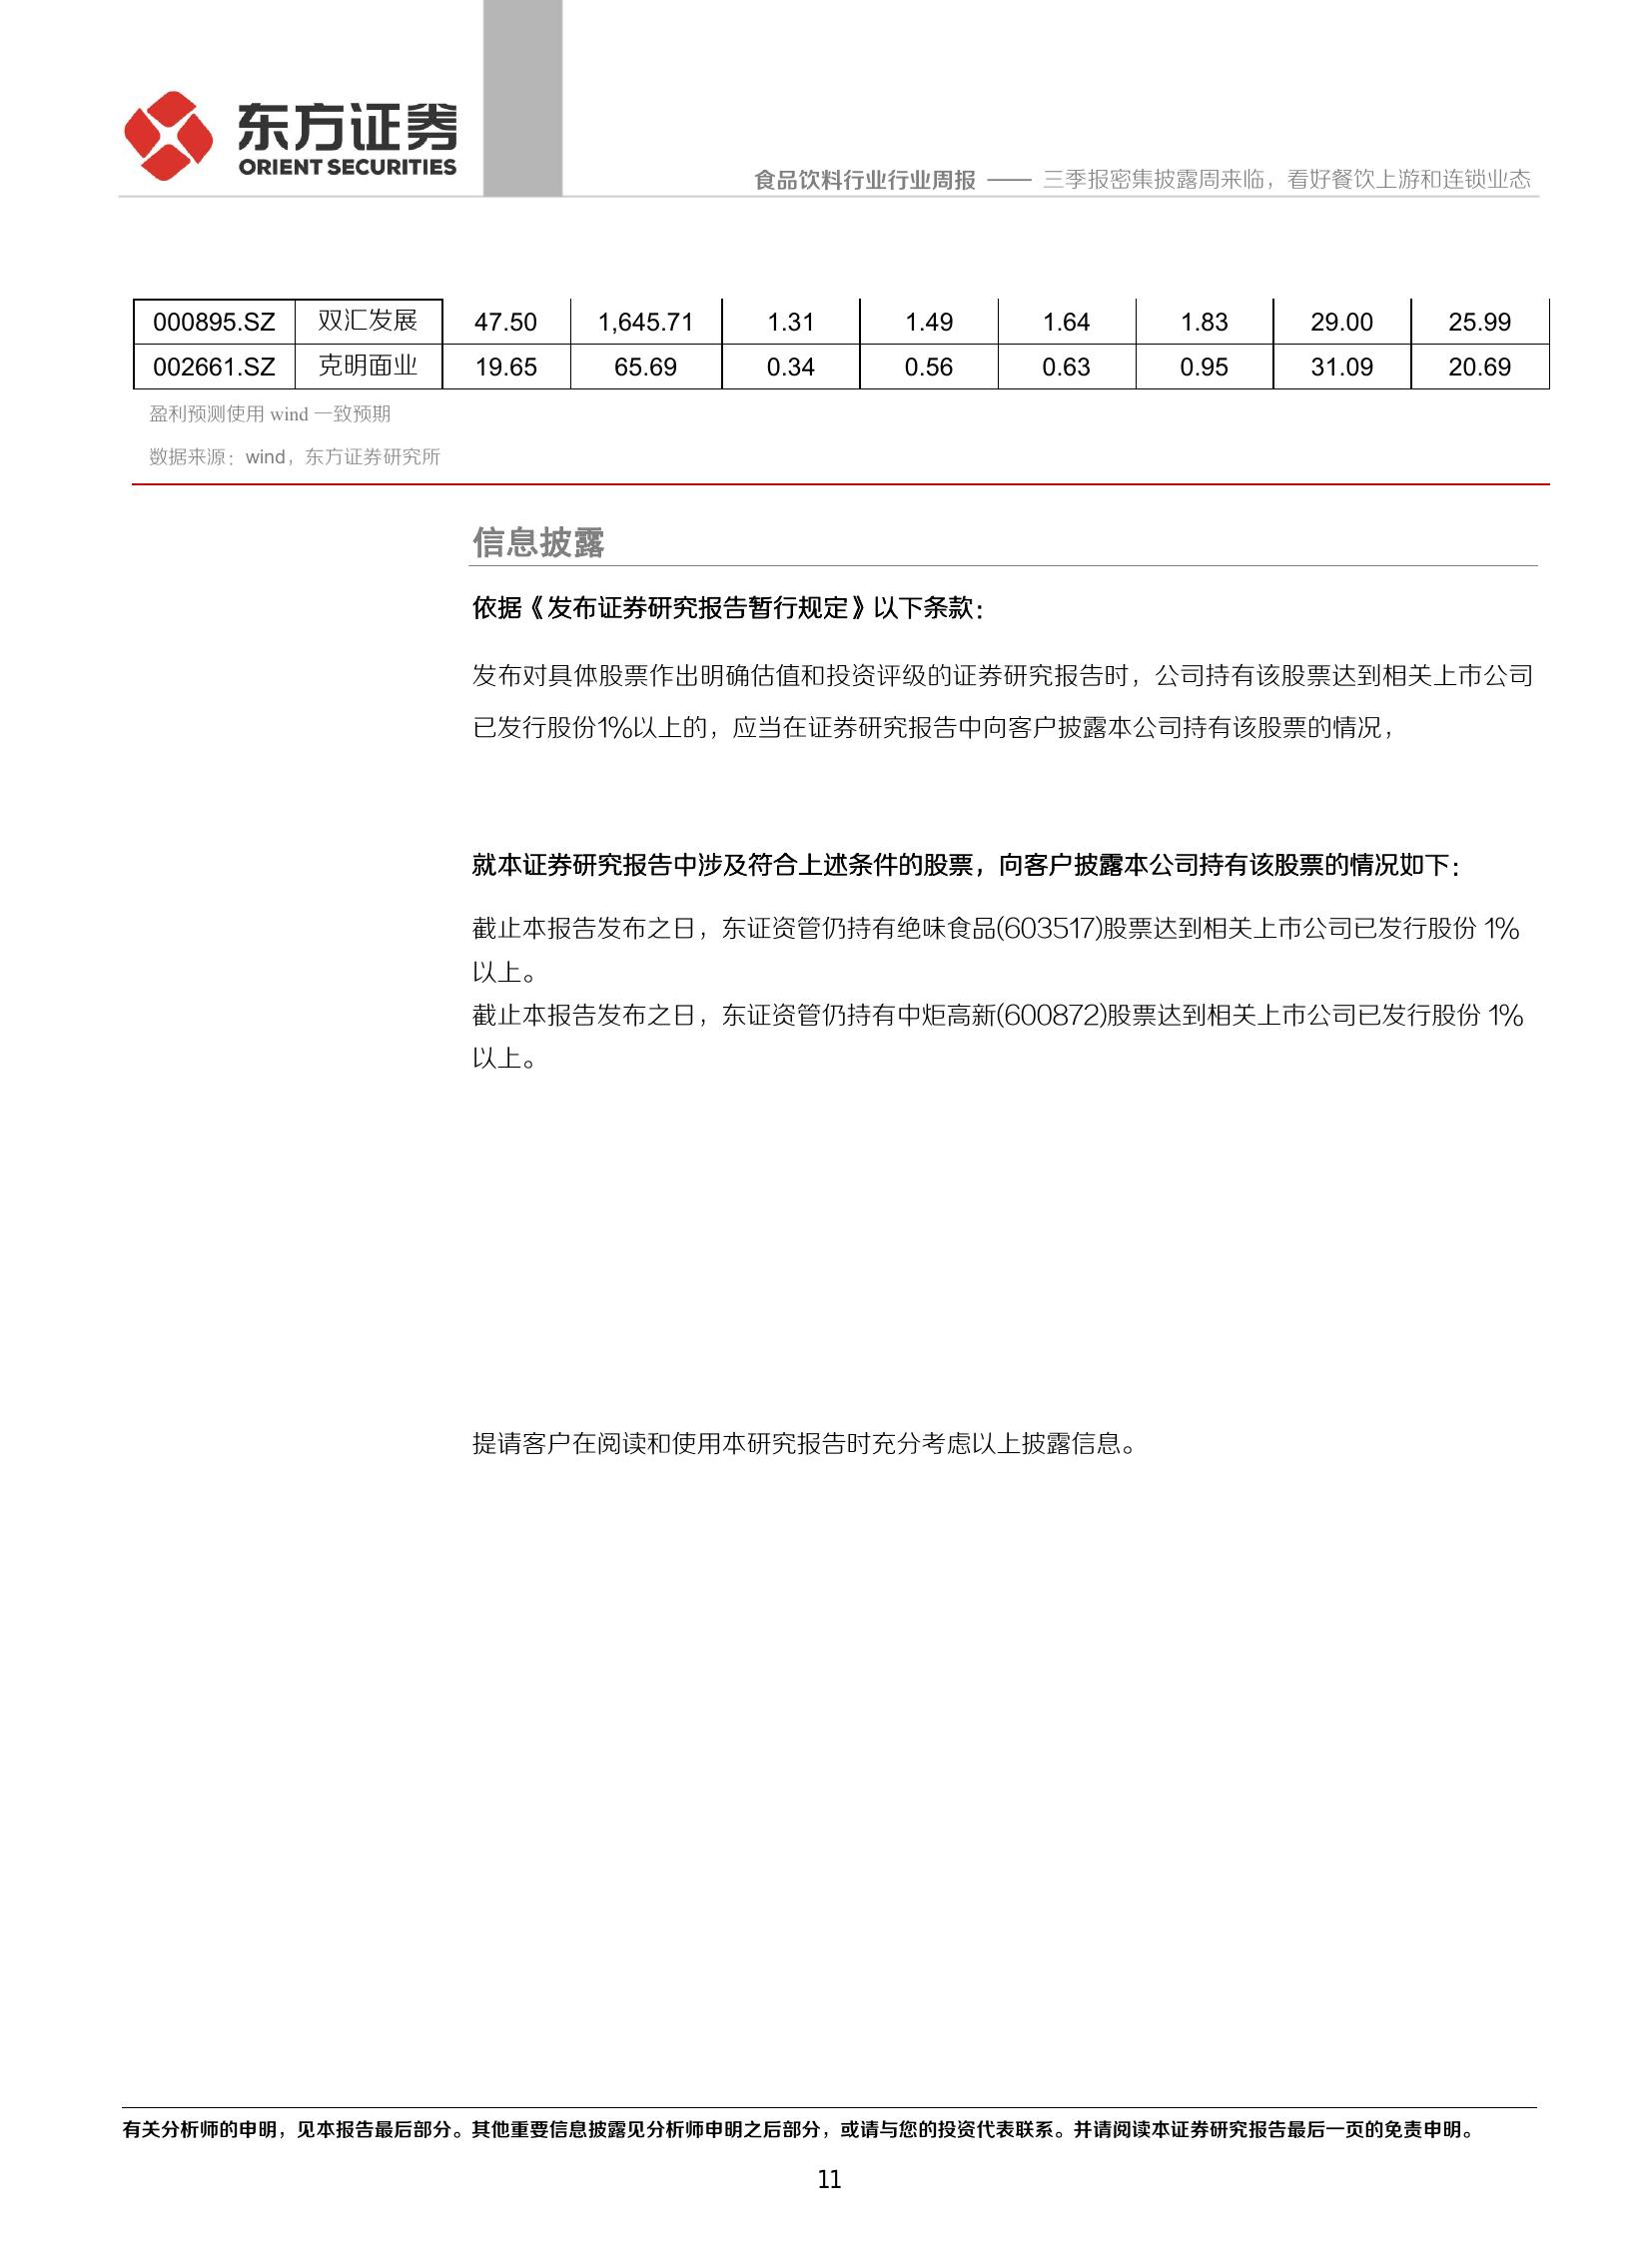 东方证券
ORIENT SECURITIES
食品饮料行业行业周报 —— 三季报密集披露周来临，看好餐饮上游和连锁业态
000895.SZ 双汇发展 47.50 1,645.71 1.31 1.49 1.64 1.83 29.00 25.99
002661.SZ 克明面业 19.65 65.69 0.34 0.56 0.63 0.95 31.09 20.69
盈利预测使用 wind 一致预期
数据来源：wind，东方证券研究所
信息披露
依据《发布证券研究报告暂行规定》以下条款：
发布对具体股票作出明确估值和投资评级的证券研究报告时，公司持有该股票达到相关上市公司
已发行股份1%以上的，应当在证券研究报告中向客户披露本公司持有该股票的情况，
就本证券研究报告中涉及符合上述条件的股票，向客户披露本公司持有该股票的情况如下：
截止本报告发布之日，东证资管仍持有绝味食品(603517)股票达到相关上市公司已发行股份 1%
以上。
截止本报告发布之日，东证资管仍持有中炬高新(600872)股票达到相关上市公司已发行股份 1%
以上。
提请客户在阅读和使用本研究报告时充分考虑以上披露信息。
有关分析师的申明，见本报告最后部分。其他重要信息披露见分析师申明之后部分，或请与您的投资代表联系。并请阅读本证券研究报告最后一页的免责申明。
11